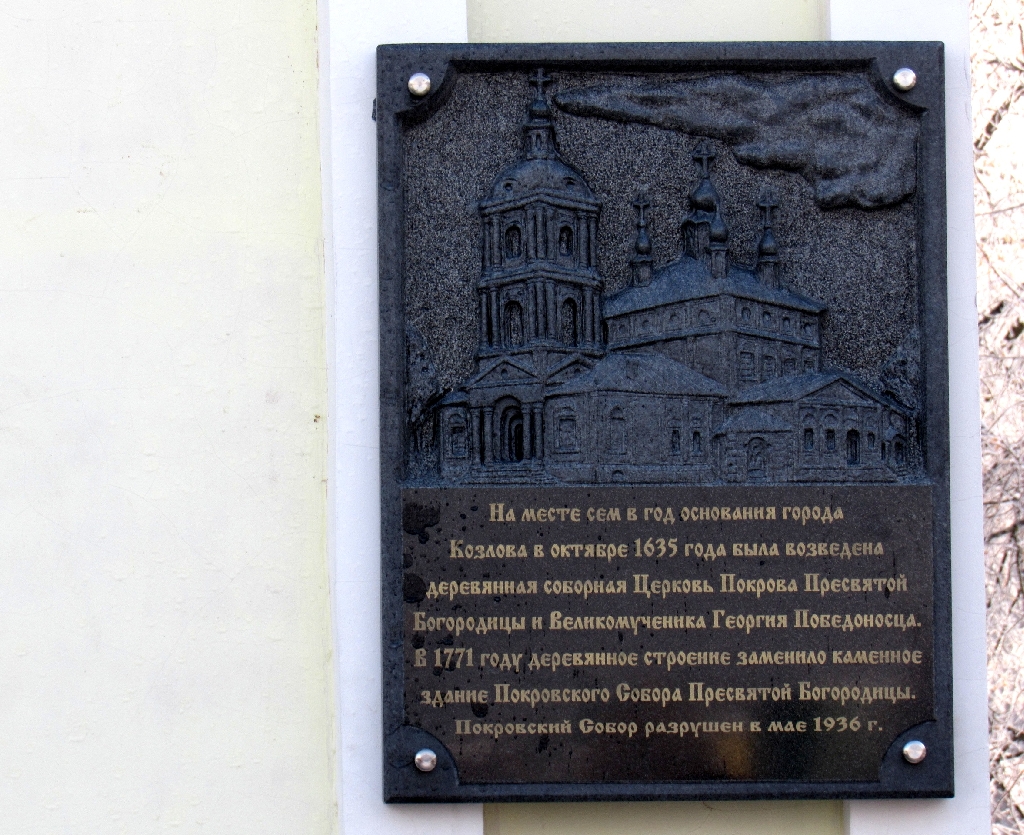 На месте сем в год основания города
Козлова в октябре 1635 года была возведена
деревянная соборная Церковь Покрова Пресвятой
Богородицы и Великомученика Георгия Победоносца.
В 1771 году деревянное строение заменило каменное
здание Покровского Собора Пресвятой Богородицы.
Покровский Собор разрушен в мае 1936 г.